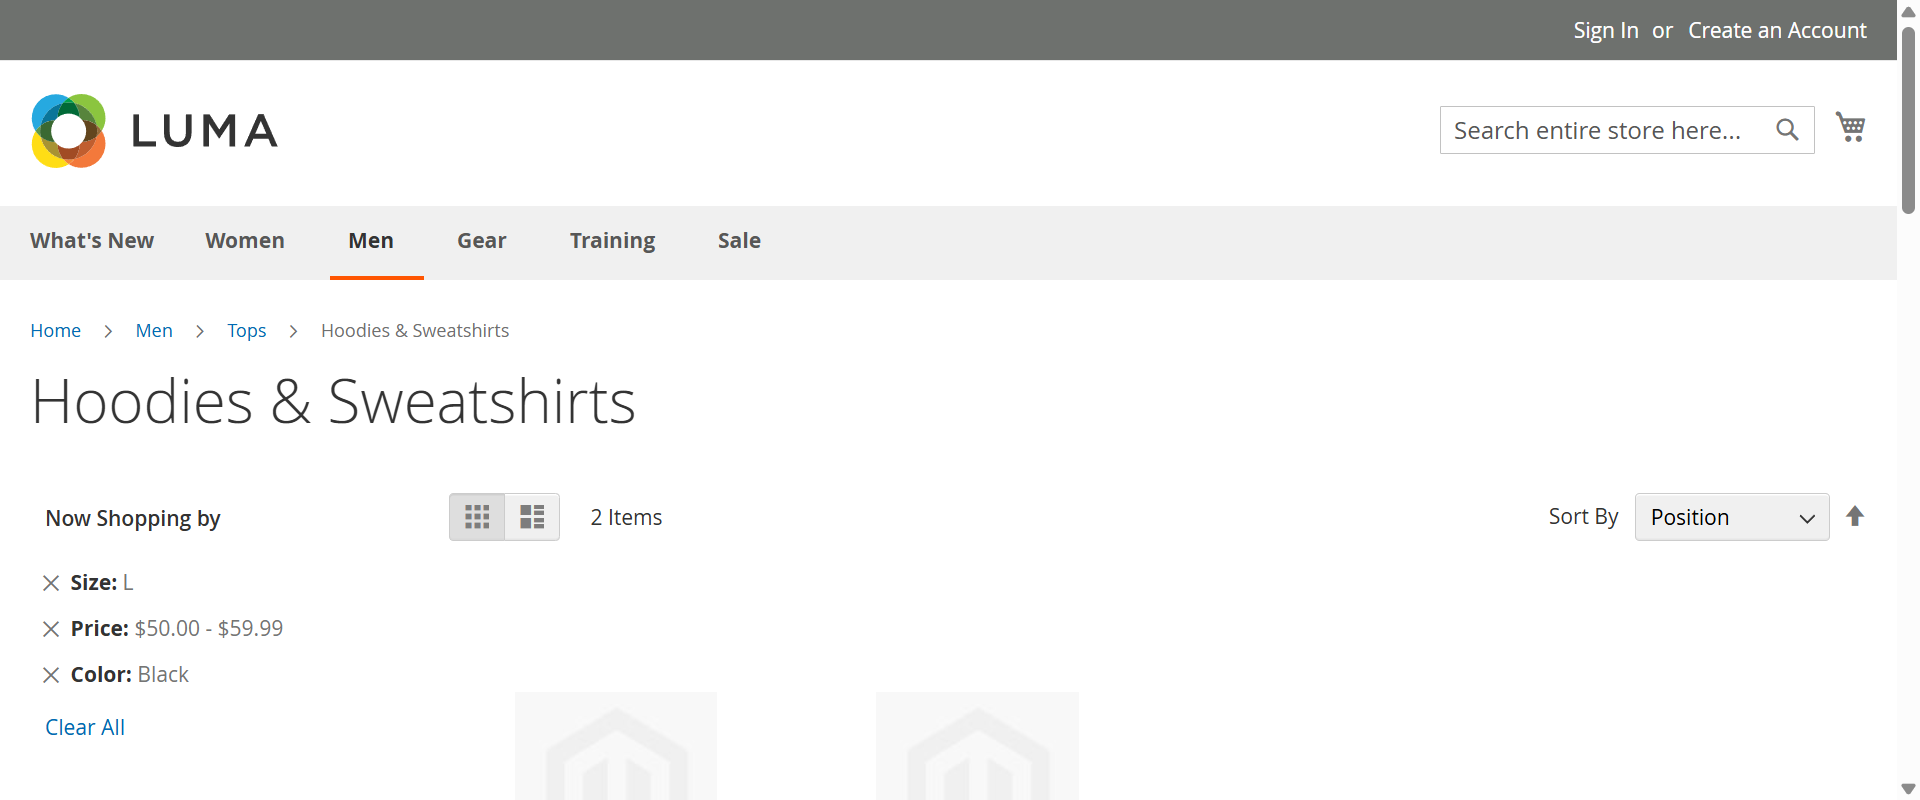 Sign In or Create an Account
LUMA
Search entire store here...
What's New Women Men Gear Training Sale
Home Men Tops Hoodies & Sweatshirts
Hoodies & Sweatshirts
Now Shopping by
2 Items
Sort By Position
Size: L
Price: $50.00 - $59.99
Color: Black
Clear All